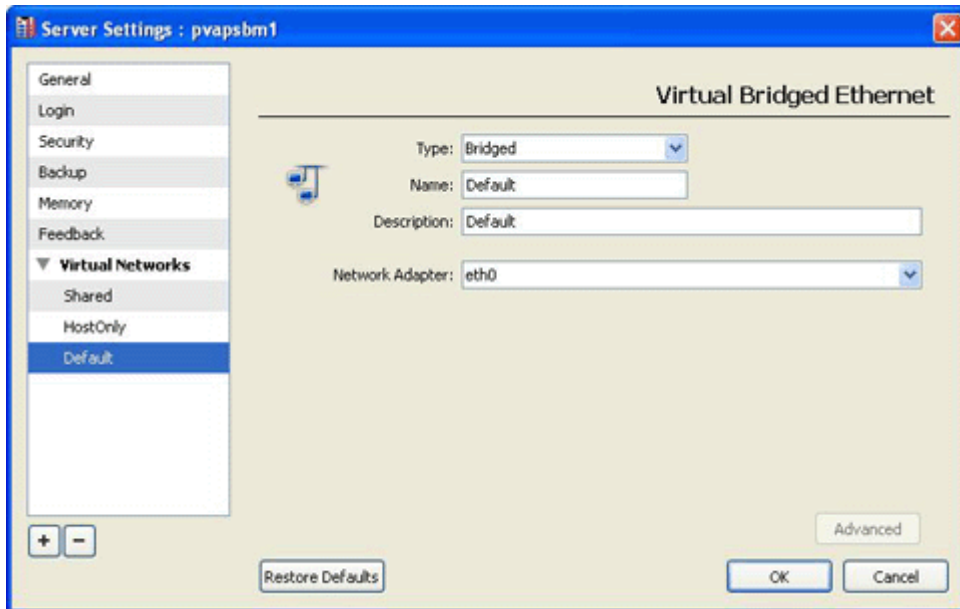 Server Settings : pvapsbm1
General
Login
Security
Backup
Memory
Feedback
Virtual Networks
Shared
HostOnly
Default
+ -
Virtual Bridged Ethernet
Type: Bridged
Name: Default
Description: Default
Network Adapter: eth0
Advanced
Restore Defaults
OK
Cancel